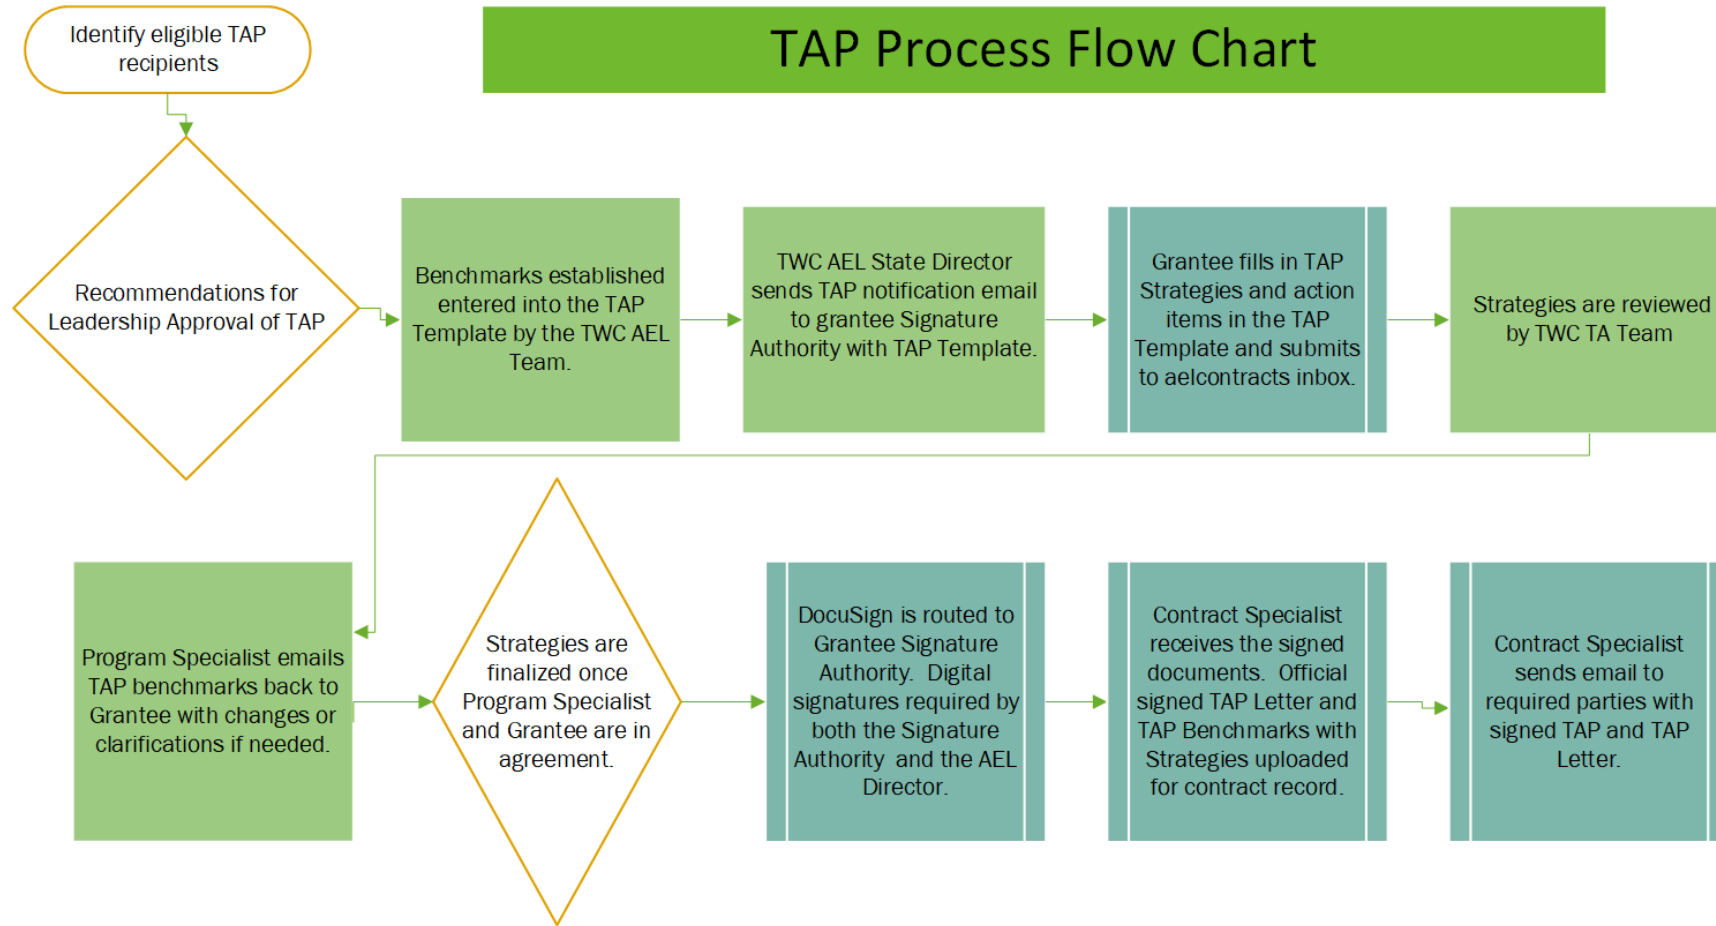 Identify eligible TAP
recipients
TAP Process Flow Chart
Recommendations for
Leadership Approval of TAP
Benchmarks established
entered into the TAP
Template by the TWC AEL
Team.
TWC AEL State Director
sends TAP notification email
to grantee Signature
Authority with TAP Template.
Grantee fills in TAP
Strategies and action
items in the TAP
Template and submits
to aelcontracts inbox.
Strategies are reviewed
by TWC TA Team
Program Specialist emails
TAP benchmarks back to
Grantee with changes or
clarifications if needed.
Strategies are
finalized once
Program Specialist
and Grantee are in
agreement.
DocuSign is routed to
Grantee Signature
Authority.  Digital
signatures required by
both the Signature
Authority  and the AEL
Director.
Contract Specialist
receives the signed
documents.  Official
signed TAP Letter and
TAP Benchmarks with
Strategies uploaded
for contract record.
Contract Specialist
sends email to
required parties with
signed TAP and TAP
Letter.